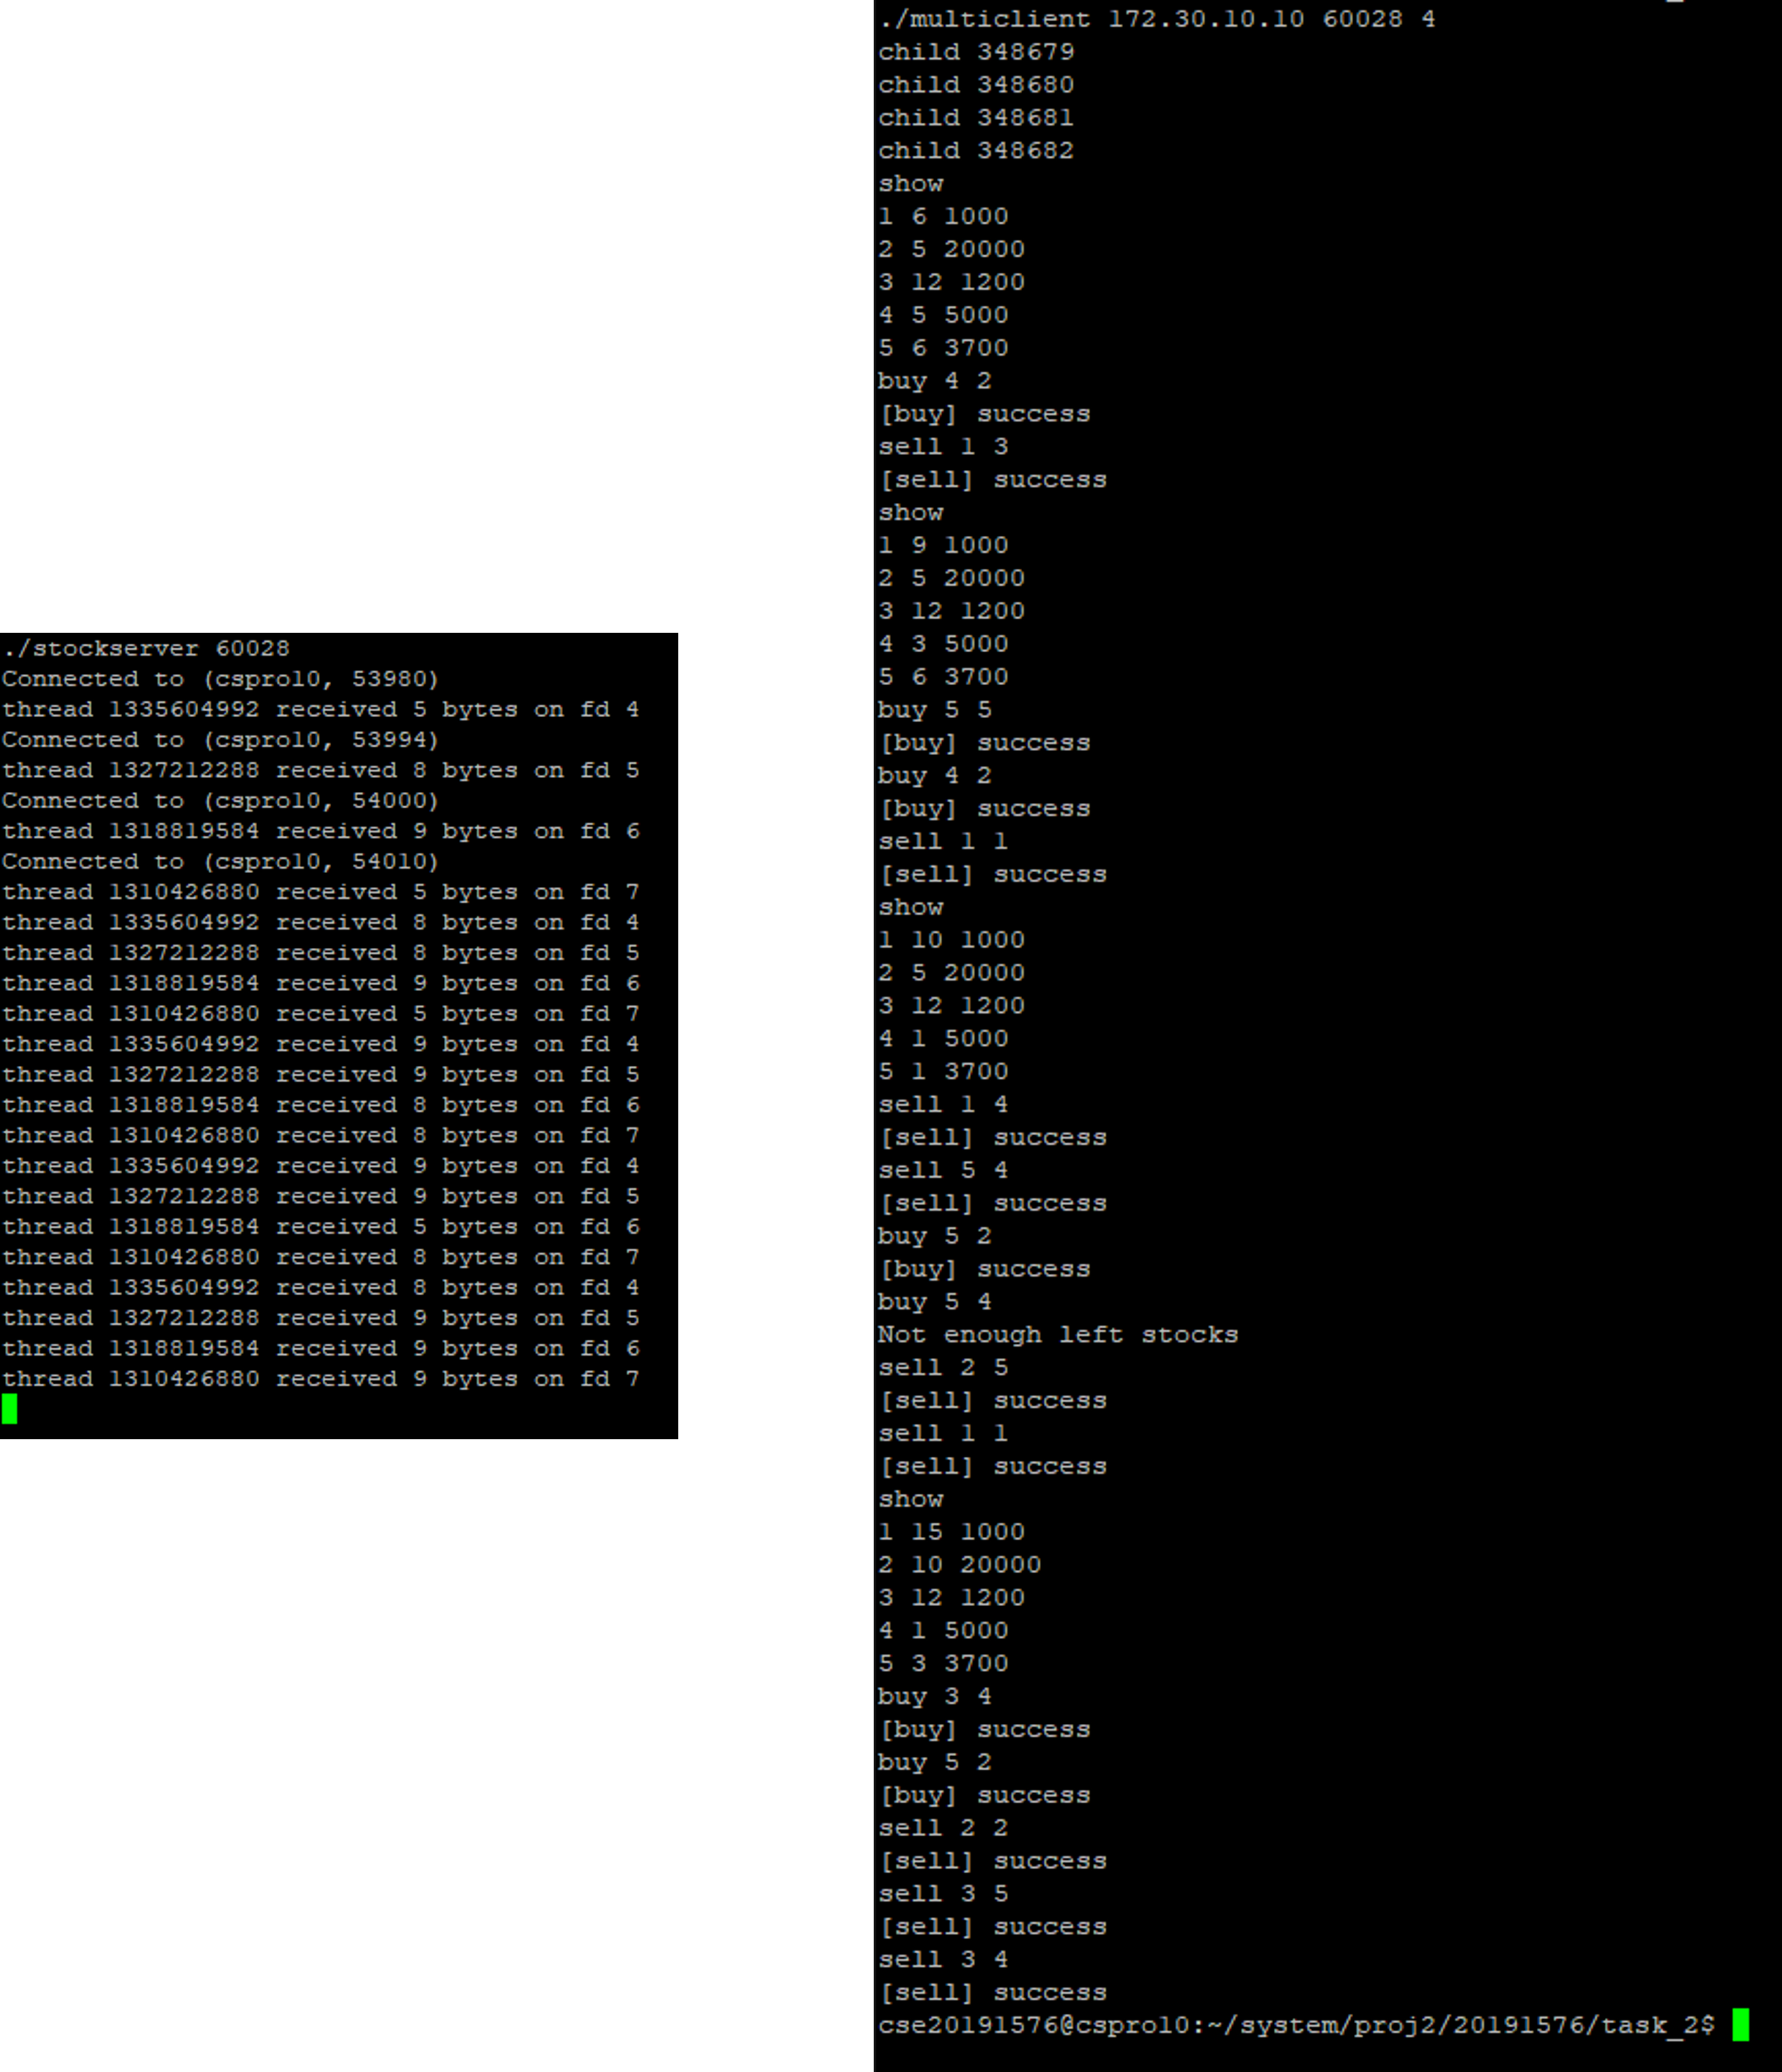 ./stockserver 60028
Connected to (cspro10, 53980)
thread 1335604992 received 5 bytes on fd 4
Connected to (cspro10, 53994)
thread 1327212288 received 8 bytes on fd 5
Connected to (cspro10, 54000)
thread 1318819584 received 9 bytes on fd 6
Connected to (cspro10, 54010)
thread 1310426880 received 5 bytes on fd 7
thread 1335604992 received 8 bytes on fd 4
thread 1327212288 received 8 bytes on fd 5
thread 1318819584 received 9 bytes on fd 6
thread 1310426880 received 5 bytes on fd 7
thread 1335604992 received 9 bytes on fd 4
thread 1327212288 received 9 bytes on fd 5
thread 1318819584 received 8 bytes on fd 6
thread 1310426880 received 8 bytes on fd 7
thread 1335604992 received 9 bytes on fd 4
thread 1327212288 received 9 bytes on fd 5
thread 1318819584 received 5 bytes on fd 6
thread 1310426880 received 8 bytes on fd 7
thread 1335604992 received 8 bytes on fd 4
thread 1327212288 received 9 bytes on fd 5
thread 1318819584 received 9 bytes on fd 6
thread 1310426880 received 9 bytes on fd 7
./multiclient 172.30.10.10 60028 4
child 348679
child 348680
child 348681
child 348682
show
1 6 1000
2 5 20000
3 12 1200
4 5 5000
5 6 3700
buy 4 2
[buy] success
sell 1 3
[sell] success
show
1 9 1000
2 5 20000
3 12 1200
4 3 5000
5 6 3700
buy 5 5
[buy] success
buy 4 2
[buy] success
sell 1 1
[sell] success
show
1 10 1000
2 5 20000
3 12 1200
4 1 5000
5 1 3700
sell 1 4
[sell] success
sell 5 4
[sell] success
buy 5 2
[buy] success
buy 5 4
Not enough left stocks
sell 2 5
[sell] success
sell 1 1
[sell] success
show
1 15 1000
2 10 20000
3 12 1200
4 1 5000
5 3 3700
buy 3 4
[buy] success
buy 5 2
[buy] success
sell 2 2
[sell] success
sell 3 5
[sell] success
sell 3 4
[sell] success
cse20191576@cspro10:~/system/proj2/20191576/task_2$